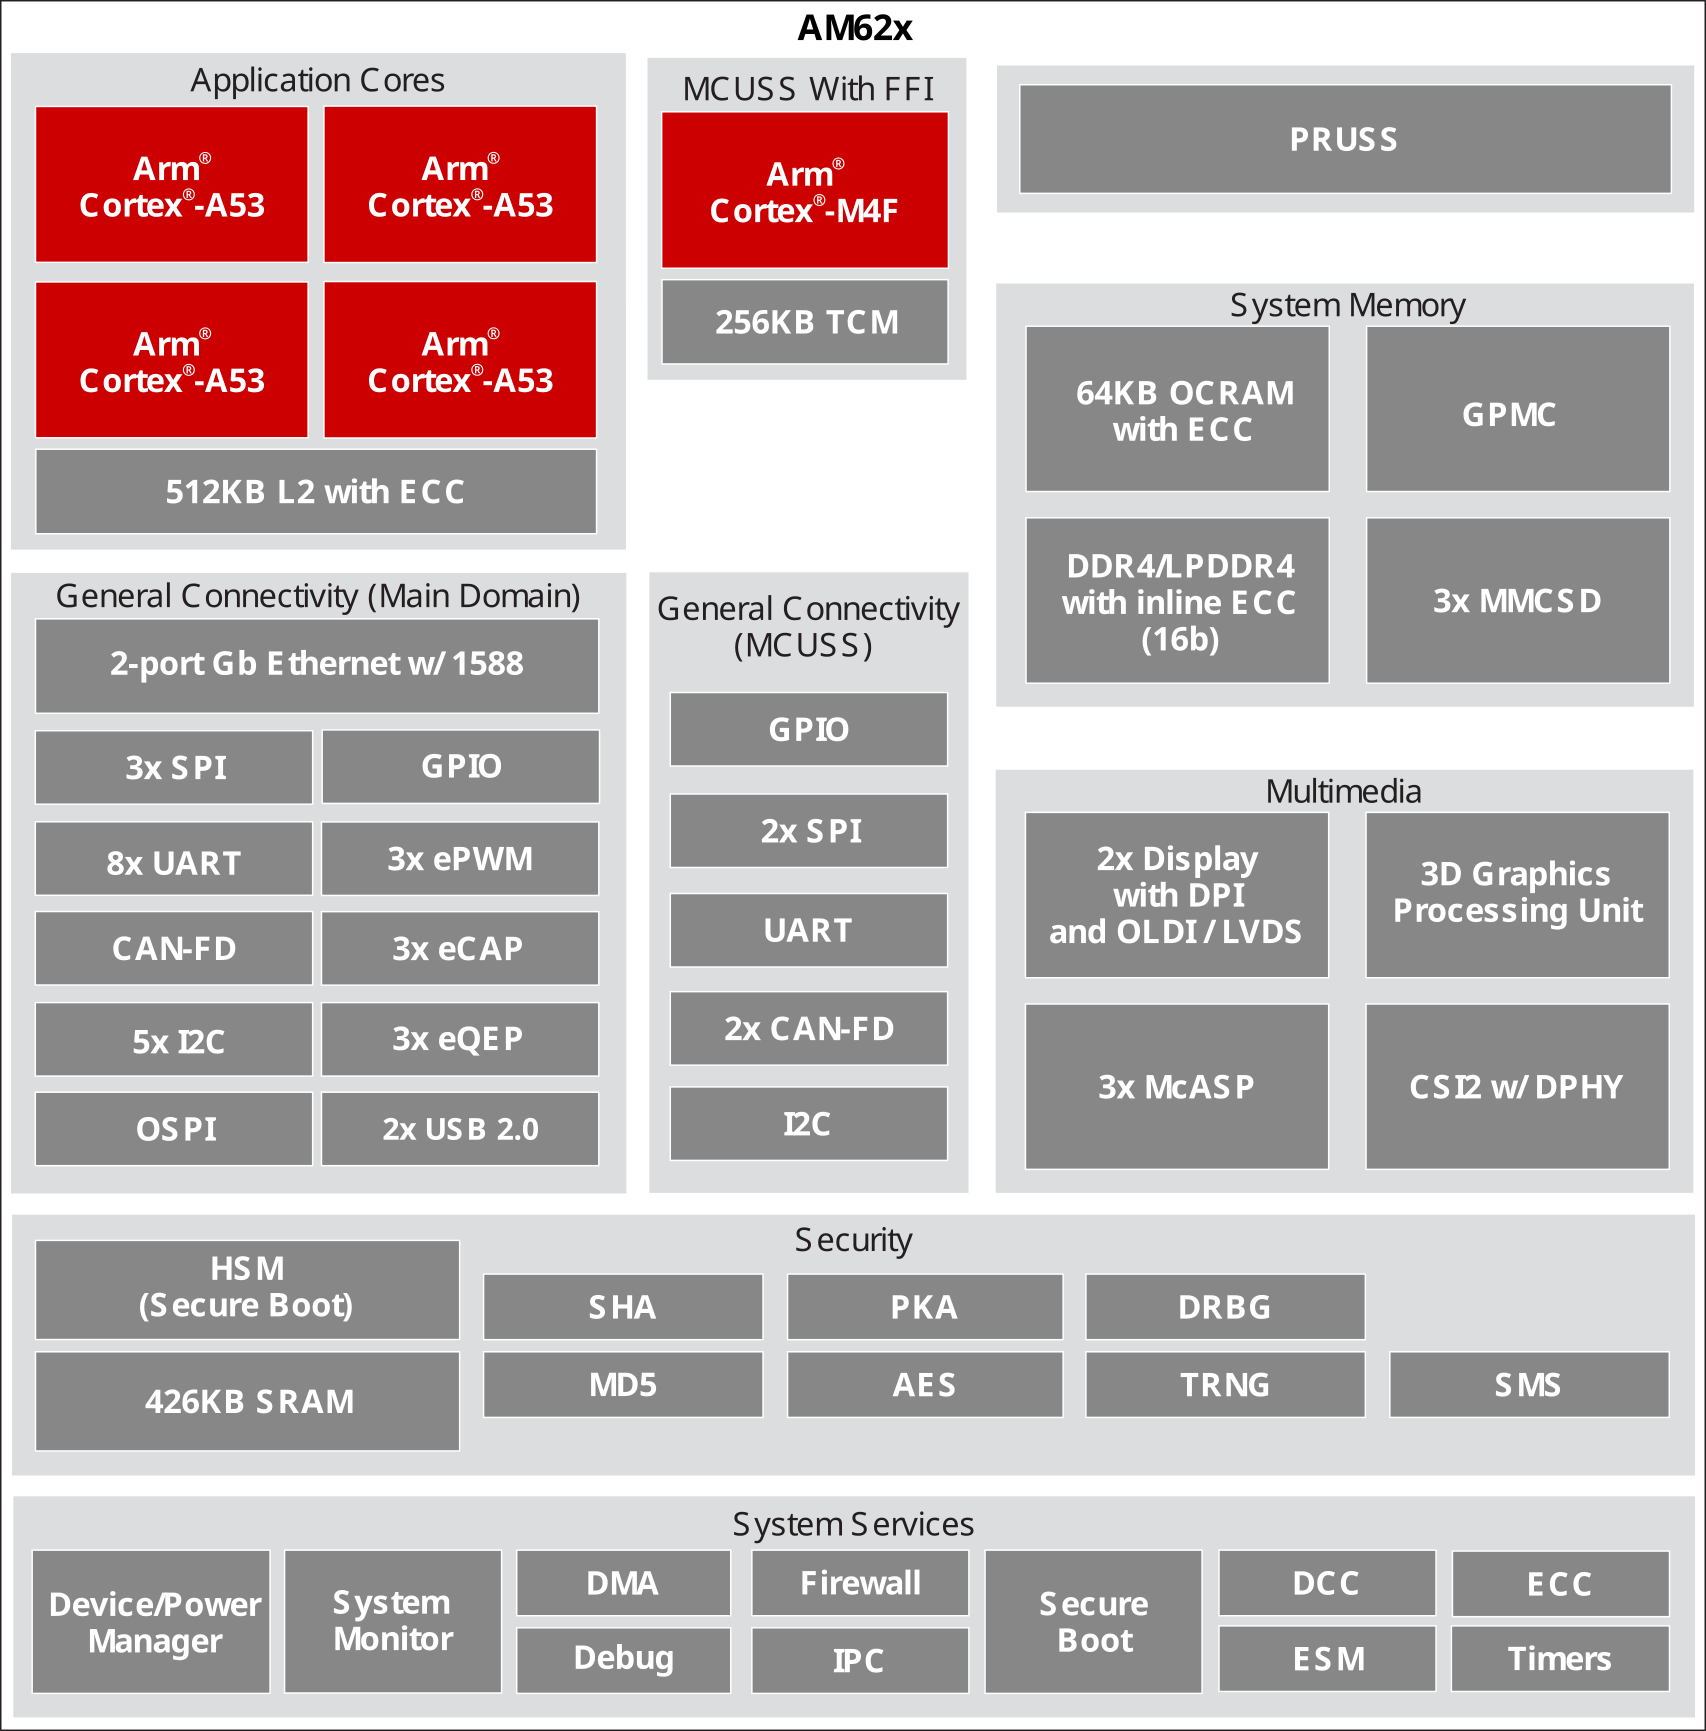 AM62x
Application Cores
Arm®
Cortex®-A53
Arm®
Cortex®-A53
Arm®
Cortex®-A53
Arm®
Cortex®-A53
512KB L2 with ECC
MCUSS With FFI
Arm®
Cortex®-M4F
256KB TCM
PRUSS
System Memory
64KB OCRAM
with ECC
GPMC
DDR4/LPDDR4
with inline ECC
(16b)
3x MMCSD
General Connectivity (Main Domain)
2-port Gb Ethernet w/ 1588
3x SPI
GPIO
8x UART
3x ePWM
CAN-FD
3x eCAP
5x I2C
3x eQEP
OSPI
2x USB 2.0
General Connectivity
(MCUSS)
GPIO
2x SPI
UART
2x CAN-FD
I2C
Multimedia
2x Display
with DPI
and OLDI / LVDS
3D Graphics
Processing Unit
3x McASP
CSI2 w/ DPHY
Security
HSM
(Secure Boot)
426KB SRAM
SHA
PKA
DRBG
MD5
AES
TRNG
SMS
System Services
Device/Power
Manager
System
Monitor
DMA
Debug
Firewall
IPC
Secure
Boot
DCC
ESM
ECC
Timers